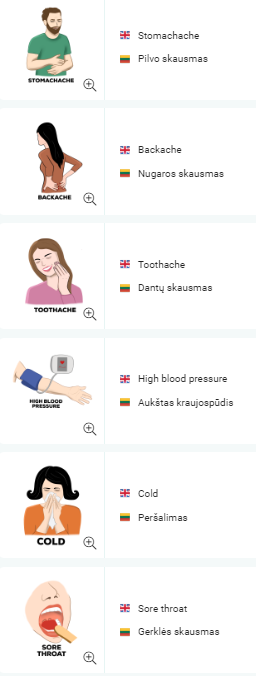 STOMACHACHE
Stomachache
Pilvo skausmas
BACKACHE
Backache
Nugaros skausmas
TOOTHACHE
Toothache
Dantų skausmas
HIGH BLOOD
PRESSURE
High blood pressure
Aukštas kraujospūdis
COLD
Cold
Peršalimas
SORE
THROAT
Sore throat
Gerklės skausmas